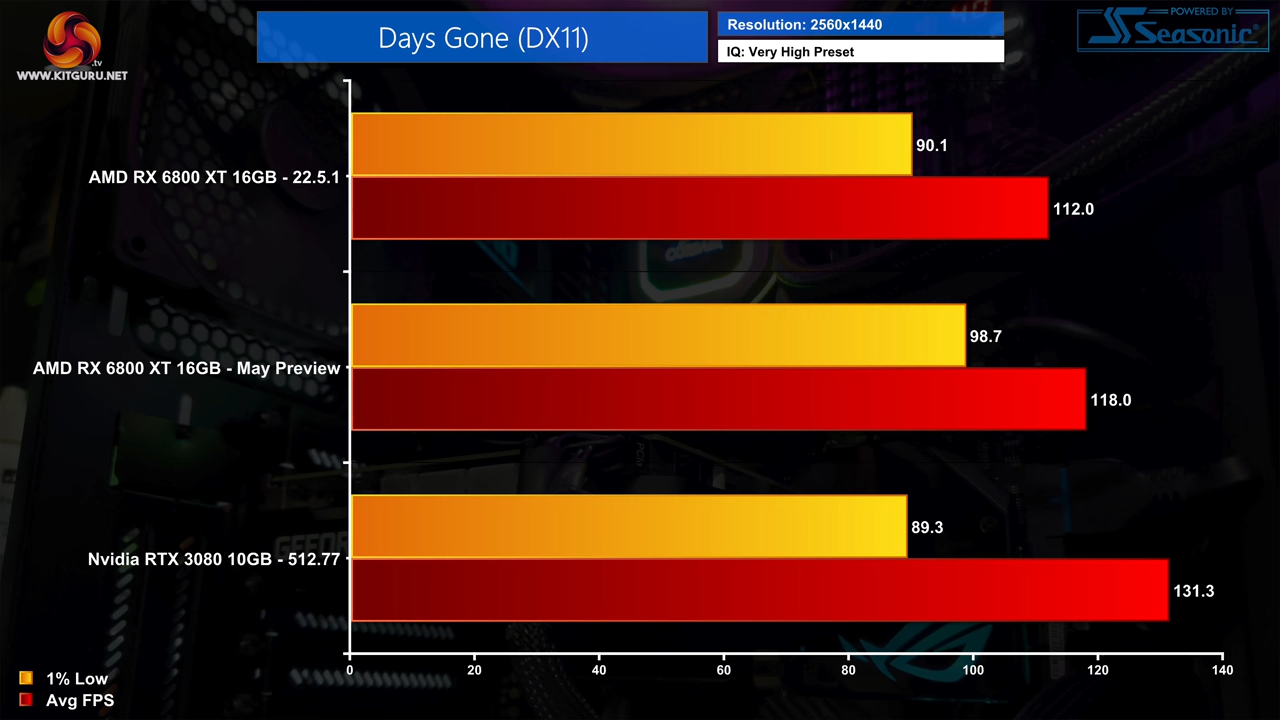 Days Gone (DX11)
Resolution: 2560x1440
IQ: Very High Preset
POWERED BY
Seasonic
.tv
WWW.KITGURU.NET
AMD RX 6800 XT 16GB - 22.5.1
90.1
112.0
AMD RX 6800 XT 16GB - May Preview
98.7
118.0
Nvidia RTX 3080 10GB - 512.77
89.3
131.3
0 20 40 60 80 100 120 140
1% Low
Avg FPS